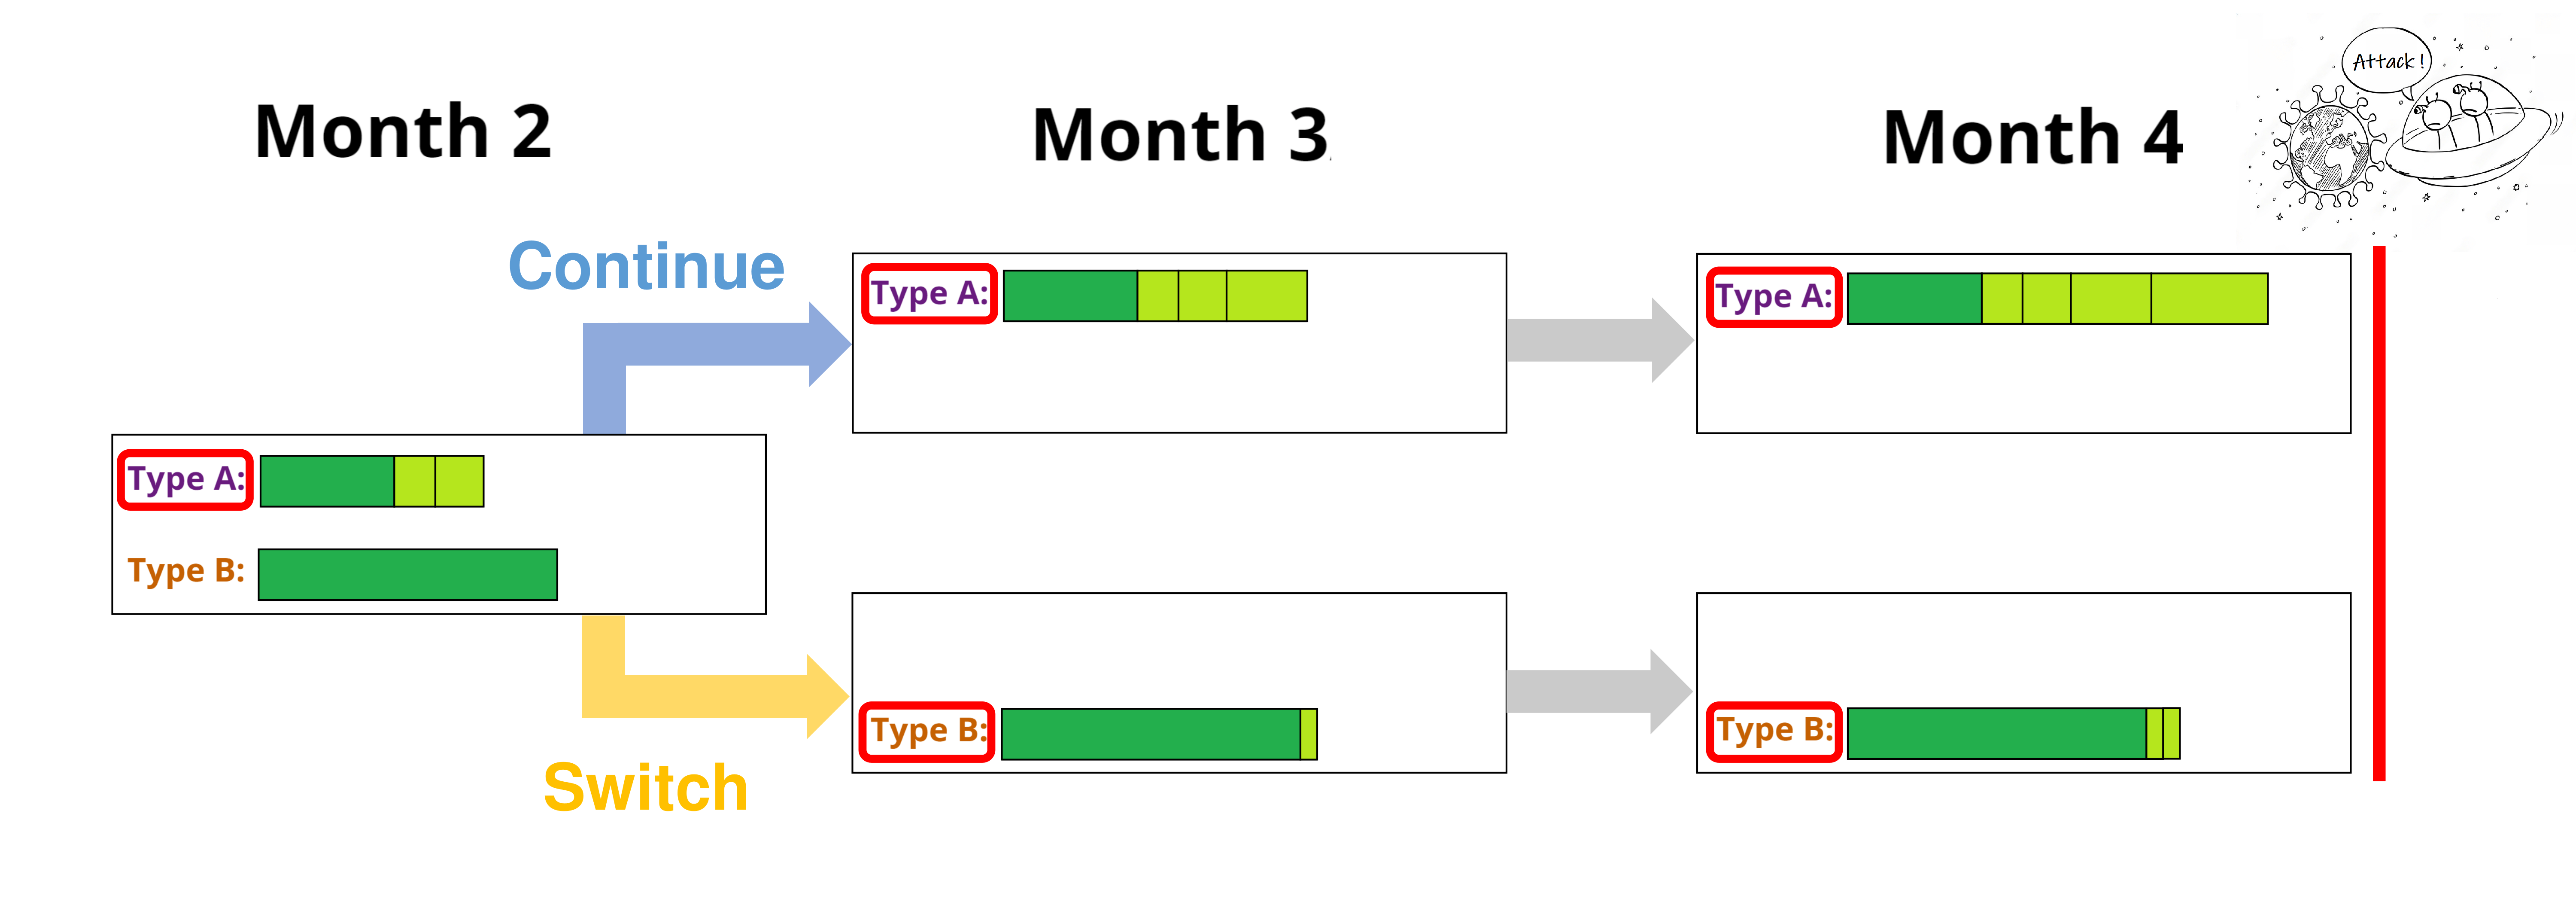 Month 2
Month 3
Month 4
Attack!
Continue
Type A:
Type A:
Type A:
Type B:
Type B:
Type B:
Switch